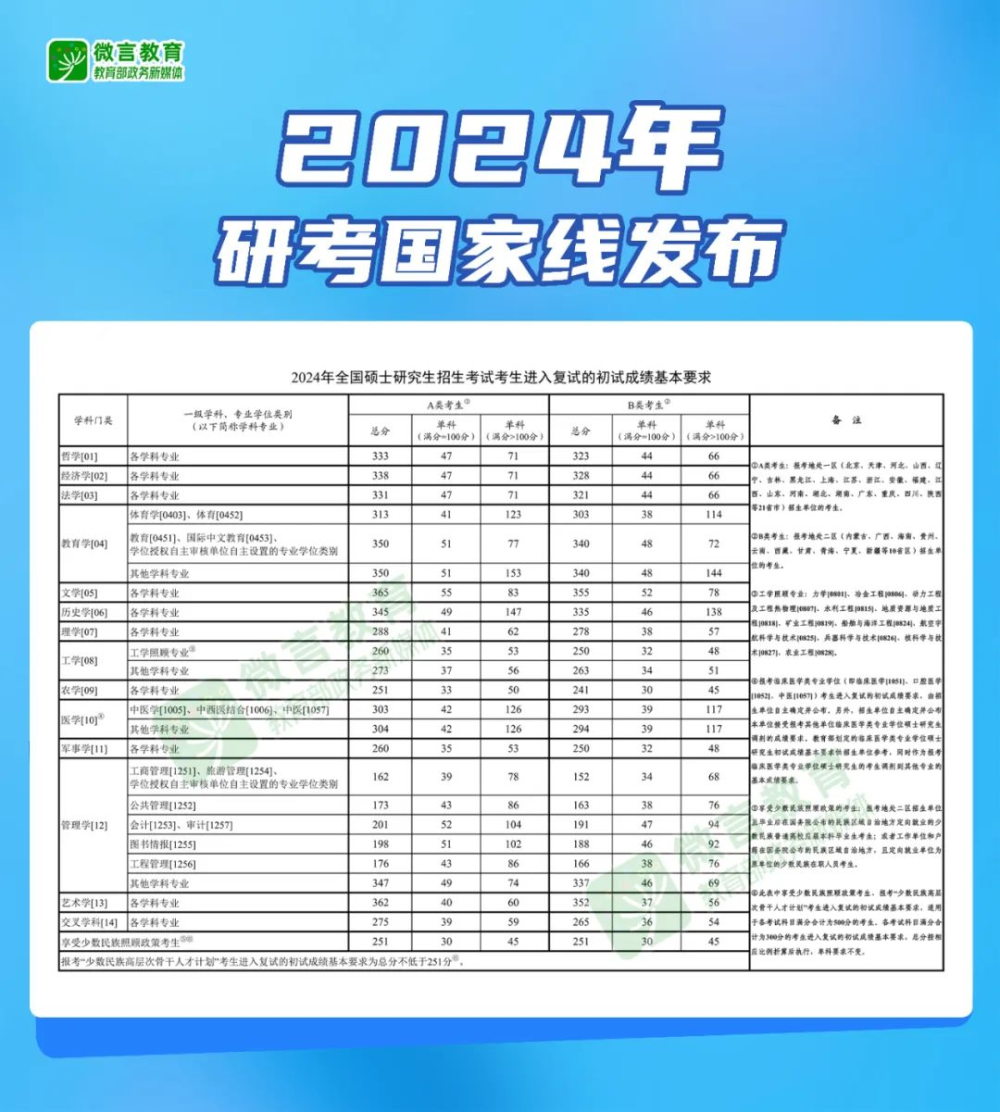 微言教育
教育部政务新媒体
2024年
研考国家线发布
2024年全国硕士研究生招生考试考生进入复试的初试成绩基本要求
学科门类 一级学科、专业学位类别 A类考生① B类考生② 备 注
(以下简称学科专业) 总分 单科 单科 总分 单科 单科
(满分=100分) (满分>100分) (满分=100分) (满分>100分)
哲学[01] 各学科专业 333 47 71 323 44 66
经济学[02] 各学科专业 338 47 71 328 44 66
法学[03] 各学科专业 331 47 71 321 44 66
教育学[04] 体育学[0403]、体育[0452] 313 41 123 303 38 114
教育[0451]、国际中文教育[0453]、
学位授权自主审核单位自主设置的专业学位类别 350 51 77 340 48 72
其他学科专业 350 51 153 340 48 144
文学[05] 各学科专业 365 55 83 355 52 78
历史学[06] 各学科专业 345 49 147 335 46 138
理学[07] 各学科专业 288 41 62 278 38 57
工学[08] 工学照顾专业③ 260 35 53 250 32 48
其他学科专业 273 37 56 263 34 51
农学[09] 各学科专业 251 33 50 241 30 45
医学[10]④ 中医学[1005]、中西医结合[1006]、中医[1057] 303 42 126 293 39 117
其他学科专业 304 42 126 294 39 117
军事学[11] 各学科专业 260 35 53 250 32 48
管理学[12] 工商管理[1251]、旅游管理[1254]、
学位授权自主审核单位自主设置的专业学位类别 162 39 78 152 34 68
公共管理[1252] 173 43 86 163 38 76
会计[1253]、审计[1257] 201 52 104 191 47 94
图书情报[1255] 198 51 102 188 46 92
工程管理[1256] 176 43 86 166 38 76
其他学科专业 347 49 74 337 46 69
艺术学[13] 各学科专业 362 40 60 352 37 56
交叉学科[14] 各学科专业 275 39 59 265 36 54
享受少数民族照顾政策考生⑤⑥ 251 30 45 251 30 45
报考“少数民族高层次骨干人才计划”考生进入复试的初试成绩基本要求为总分不低于251分⑥。
①A类考生：报考地处一区（北京、天津、河北、山西、辽
宁、吉林、黑龙江、上海、江苏、浙江、安徽、福建、江
西、山东、河南、湖北、湖南、广东、重庆、四川、陕西
等21省市）招生单位的考生。
②B类考生：报考地处二区（内蒙古、广西、海南、贵州、
云南、西藏、甘肃、青海、宁夏、新疆等10省区）招生单
位的考生。
③工学照顾专业：力学[0801]、冶金工程[0806]、动力工程
及工程热物理[0807]、水利工程[0815]、地质资源与地质工
程[0818]、矿业工程[0819]、船舶与海洋工程[0824]、航空宇
航科学与技术[0825]、兵器科学与技术[0826]、核科学与技
术[0827]、农业工程[0828]。
④报考临床医学类专业学位（即临床医学[1051]、口腔医学
[1052]、中医[1057]）考生进入复试的初试成绩要求，由招
生单位自主确定并公布。另外，招生单位自主确定并公布
本单位接受报考其他单位临床医学类专业学位硕士研究生
调剂的成绩要求。教育部划定的临床医学类专业学位硕士
研究生初试成绩基本要求供招生单位参考，同时作为报考
临床医学类专业学位硕士研究生的考生调剂到其他专业的
基本成绩要求。
⑤享受少数民族照顾政策的考生：报考地处二区招生单位
且毕业后在国务院公布的民族区域自治地方定向就业的少
数民族普通高校应届本科毕业生考生；或者工作单位和户
籍在国务院公布的民族区域自治地方，且定向就业单位为
原单位的少数民族在职人员考生。
⑥此表中享受少数民族照顾政策考生、报考“少数民族高层
次骨干人才计划”考生进入复试的初试成绩基本要求，适用
于各考试科目满分合计为500分的考生。各考试科目满分合
计为300分的考生进入复试的初试成绩基本要求，总分按相
应比例折算后执行，单科要求不变。
微言教育
教育部政务新媒体
微言教育
教育部政务新媒体